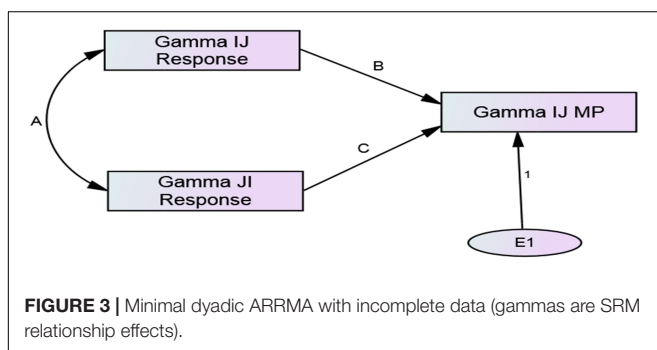 Gamma IJ
Response
B
Gamma IJ MP
A
C
Gamma JI
Response
1
E1
FIGURE 3 | Minimal dyadic ARRMA with incomplete data (gammas are SRM
relationship effects).